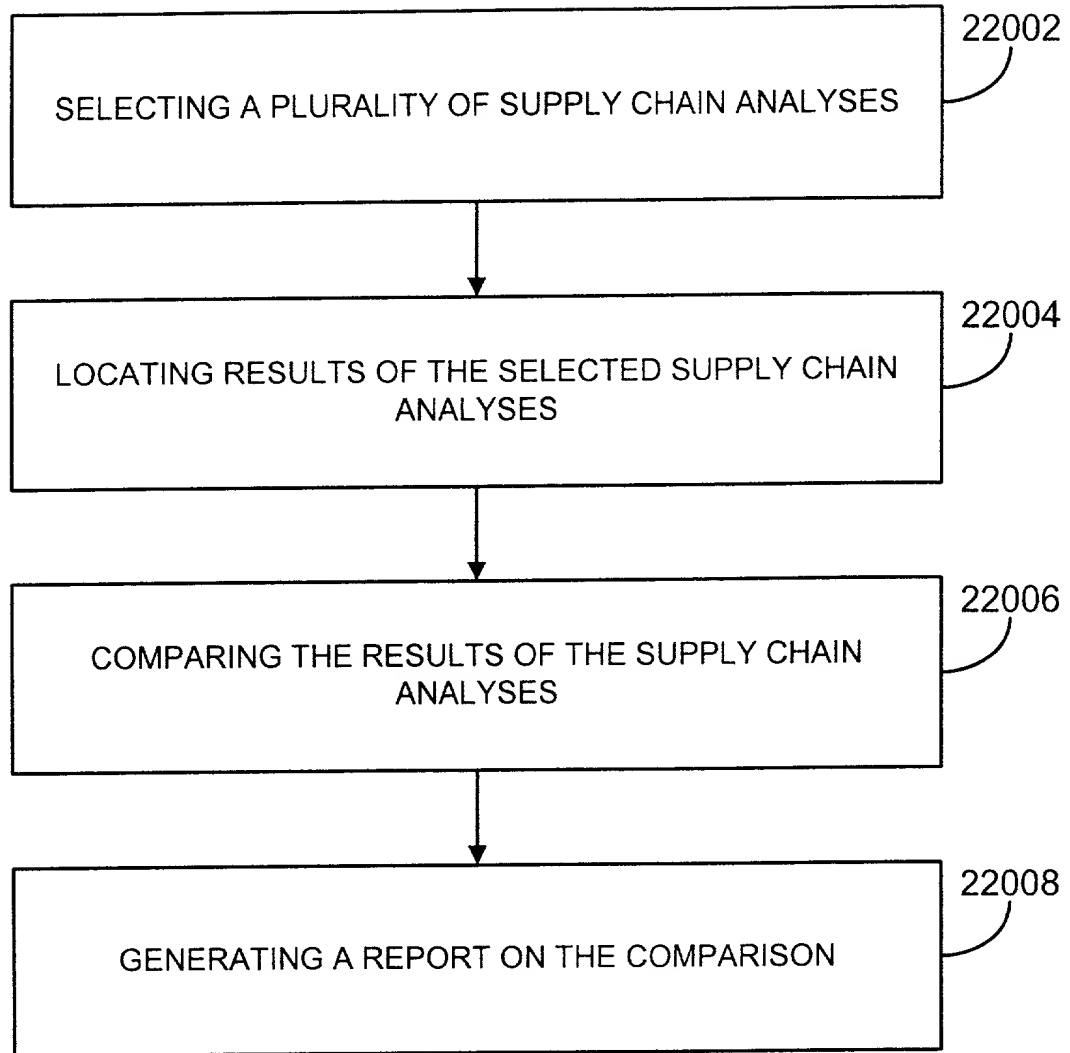 22002
SELECTING A PLURALITY OF SUPPLY CHAIN ANALYSES
22004
LOCATING RESULTS OF THE SELECTED SUPPLY CHAIN
ANALYSES
22006
COMPARING THE RESULTS OF THE SUPPLY CHAIN
ANALYSES
22008
GENERATING A REPORT ON THE COMPARISON